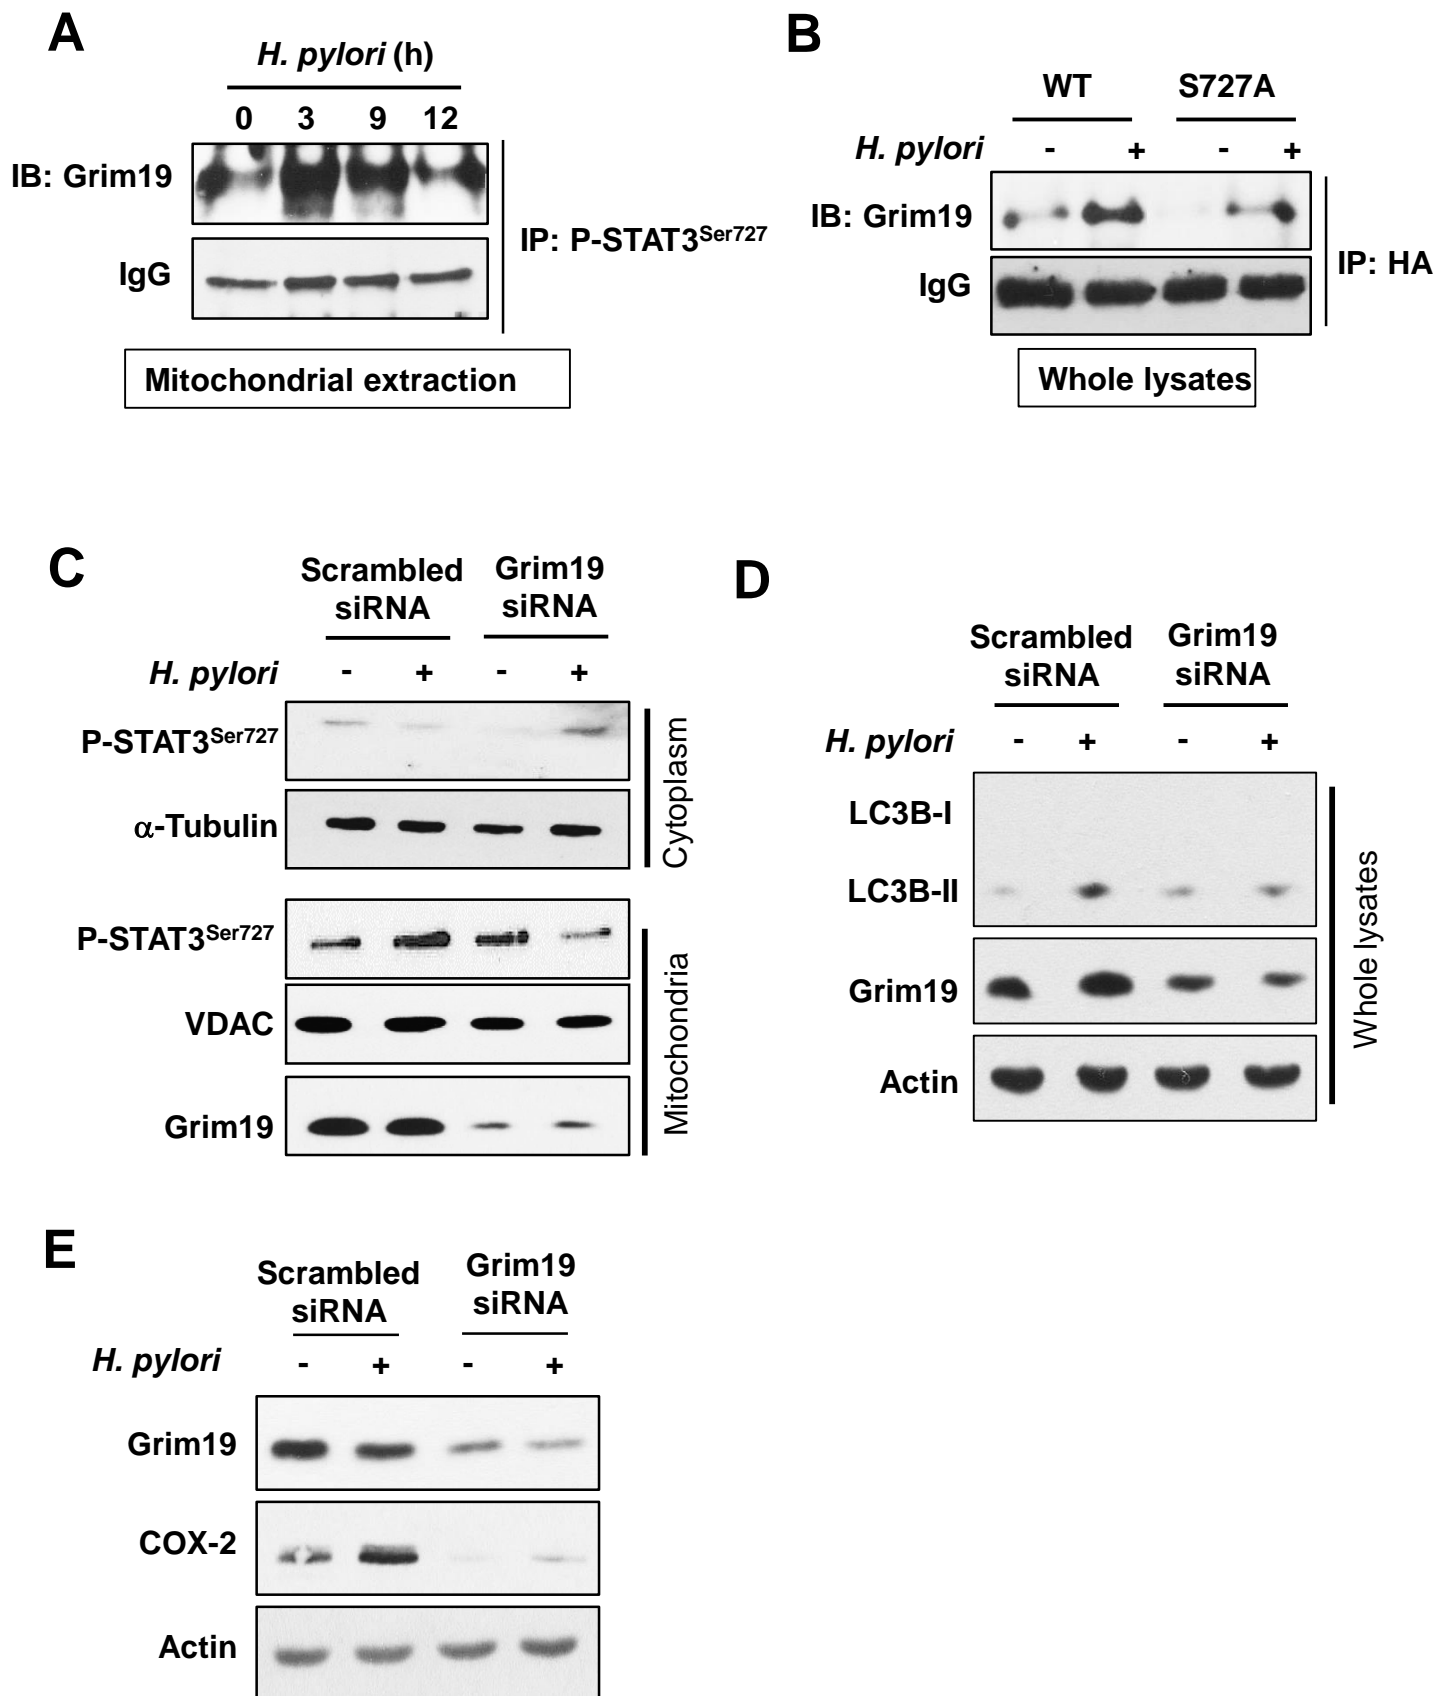 A
H. pylori (h)
0 3 9 12
IB: Grim19
IgG
IP: P-STAT3Ser727
Mitochondrial extraction
B
WT S727A
H. pylori - + - +
IB: Grim19
IgG
IP: HA
Whole lysates
C
Scrambled siRNA
Grim19 siRNA
H. pylori - + - +
P-STAT3Ser727
α-Tubulin
Cytoplasm
P-STAT3Ser727
VDAC
Grim19
Mitochondria
D
Scrambled siRNA
Grim19 siRNA
H. pylori - + - +
LC3B-I
LC3B-II
Grim19
Actin
Whole lysates
E
Scrambled siRNA
Grim19 siRNA
H. pylori - + - +
Grim19
COX-2
Actin